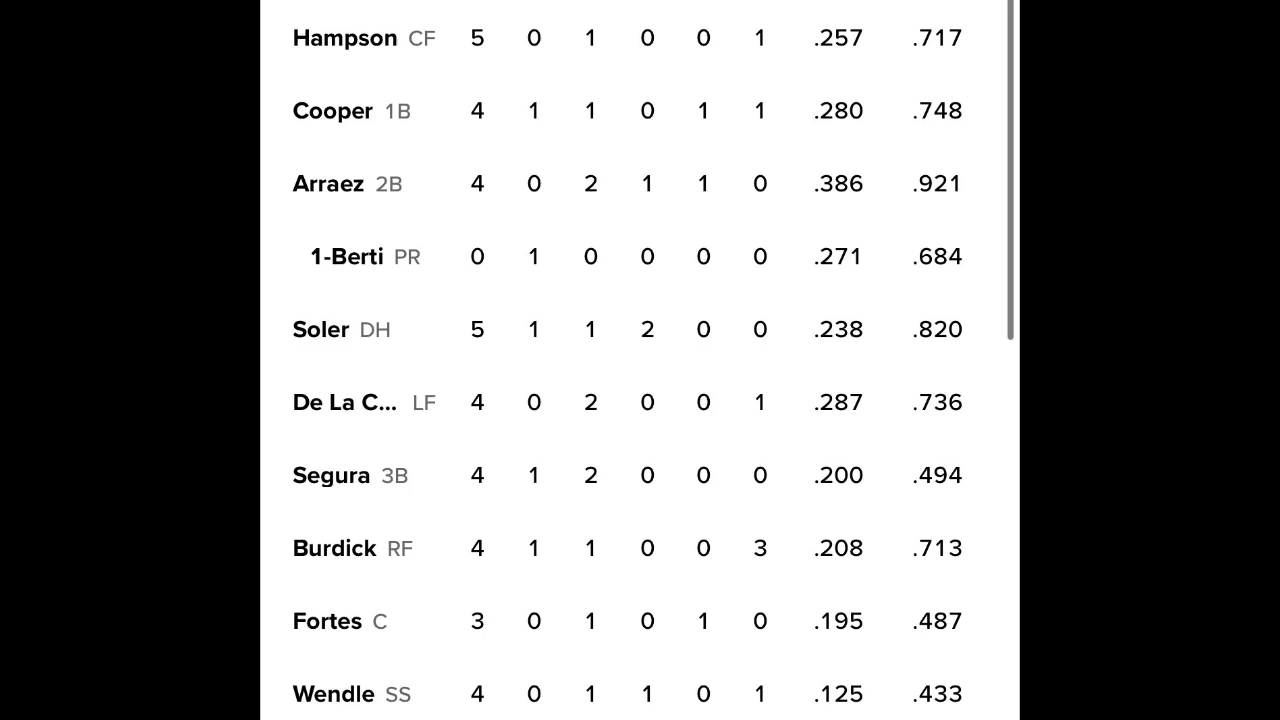 Hampson CF 5 0 1 0 0 1 .257 .717
Cooper 1B 4 1 1 0 1 1 .280 .748
Arraez 2B 4 0 2 1 1 0 .386 .921
1-Berti PR 0 1 0 0 0 0 .271 .684
Soler DH 5 1 1 2 0 0 .238 .820
De La C... LF 4 0 2 0 0 1 .287 .736
Segura 3B 4 1 2 0 0 0 .200 .494
Burdick RF 4 1 1 0 0 3 .208 .713
Fortes C 3 0 1 0 1 0 .195 .487
Wendle SS 4 0 1 1 0 1 .125 .433